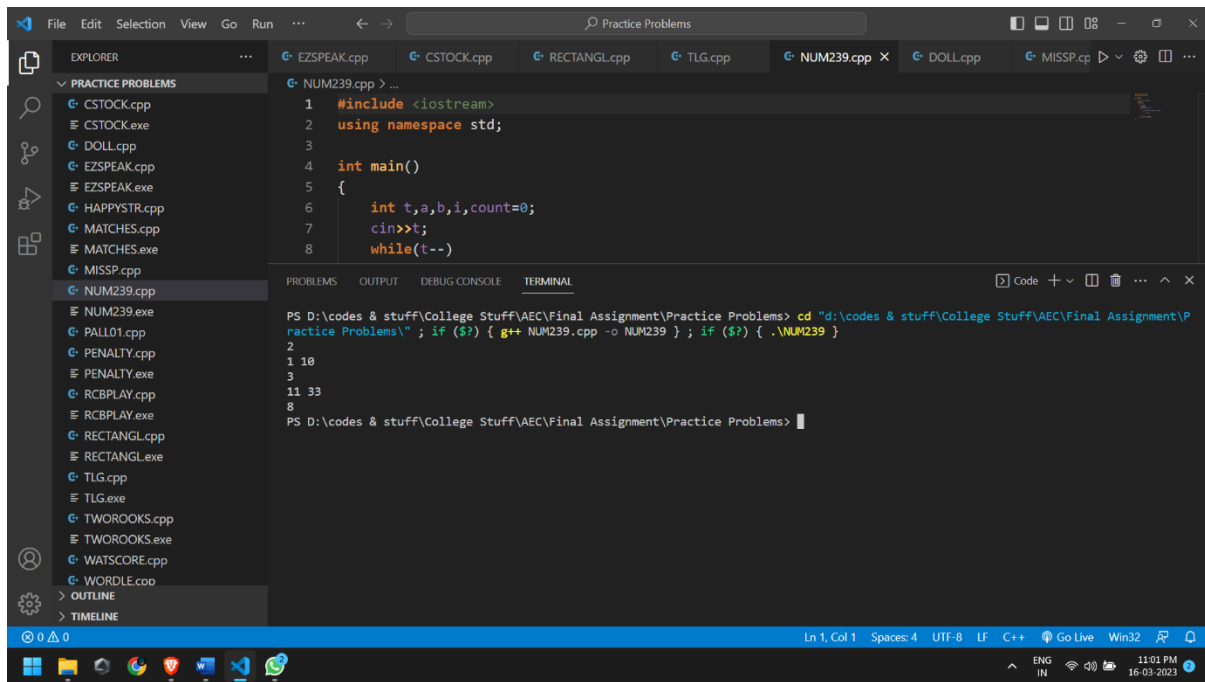 File Edit Selection View Go Run ... Practice Problems
EXPLORER ...
PRACTICE PROBLEMS
CSTOCK.cpp
CSTOCK.exe
DOLL.cpp
EZSPEAK.cpp
EZSPEAK.exe
HAPPYSTR.cpp
MATCHES.cpp
MATCHES.exe
MISSP.cpp
NUM239.cpp
NUM239.exe
PALL01.cpp
PENALTY.cpp
PENALTY.exe
RCBPLAY.cpp
RCBPLAY.exe
RECTANGL.cpp
RECTANGL.exe
TLG.cpp
TLG.exe
TWOROOKS.cpp
TWOROOKS.exe
WATSCORE.cpp
WORDLE.cpp
OUTLINE
TIMELINE
EZSPEAK.cpp CSTOCK.cpp RECTANGL.cpp TLG.cpp NUM239.cpp DOLL.cpp MISSP.cp
NUM239.cpp > ...
1 #include <iostream>
2 using namespace std;
3
4 int main()
5 {
6 int t,a,b,i,count=0;
7 cin>>t;
8 while(t--)
PROBLEMS OUTPUT DEBUG CONSOLE TERMINAL Code
PS D:\codes & stuff\College Stuff\AEC\Final Assignment\Practice Problems> cd "d:\codes & stuff\College Stuff\AEC\Final Assignment\P
ractice Problems\" ; if ($?) { g++ NUM239.cpp -o NUM239 } ; if ($?) { .\NUM239 }
2
1 10
3
11 33
8
PS D:\codes & stuff\College Stuff\AEC\Final Assignment\Practice Problems>
0 0 Ln 1, Col 1 Spaces: 4 UTF-8 LF C++ Go Live Win32
2 ENG 11:01 PM 2
IN 16-03-2023